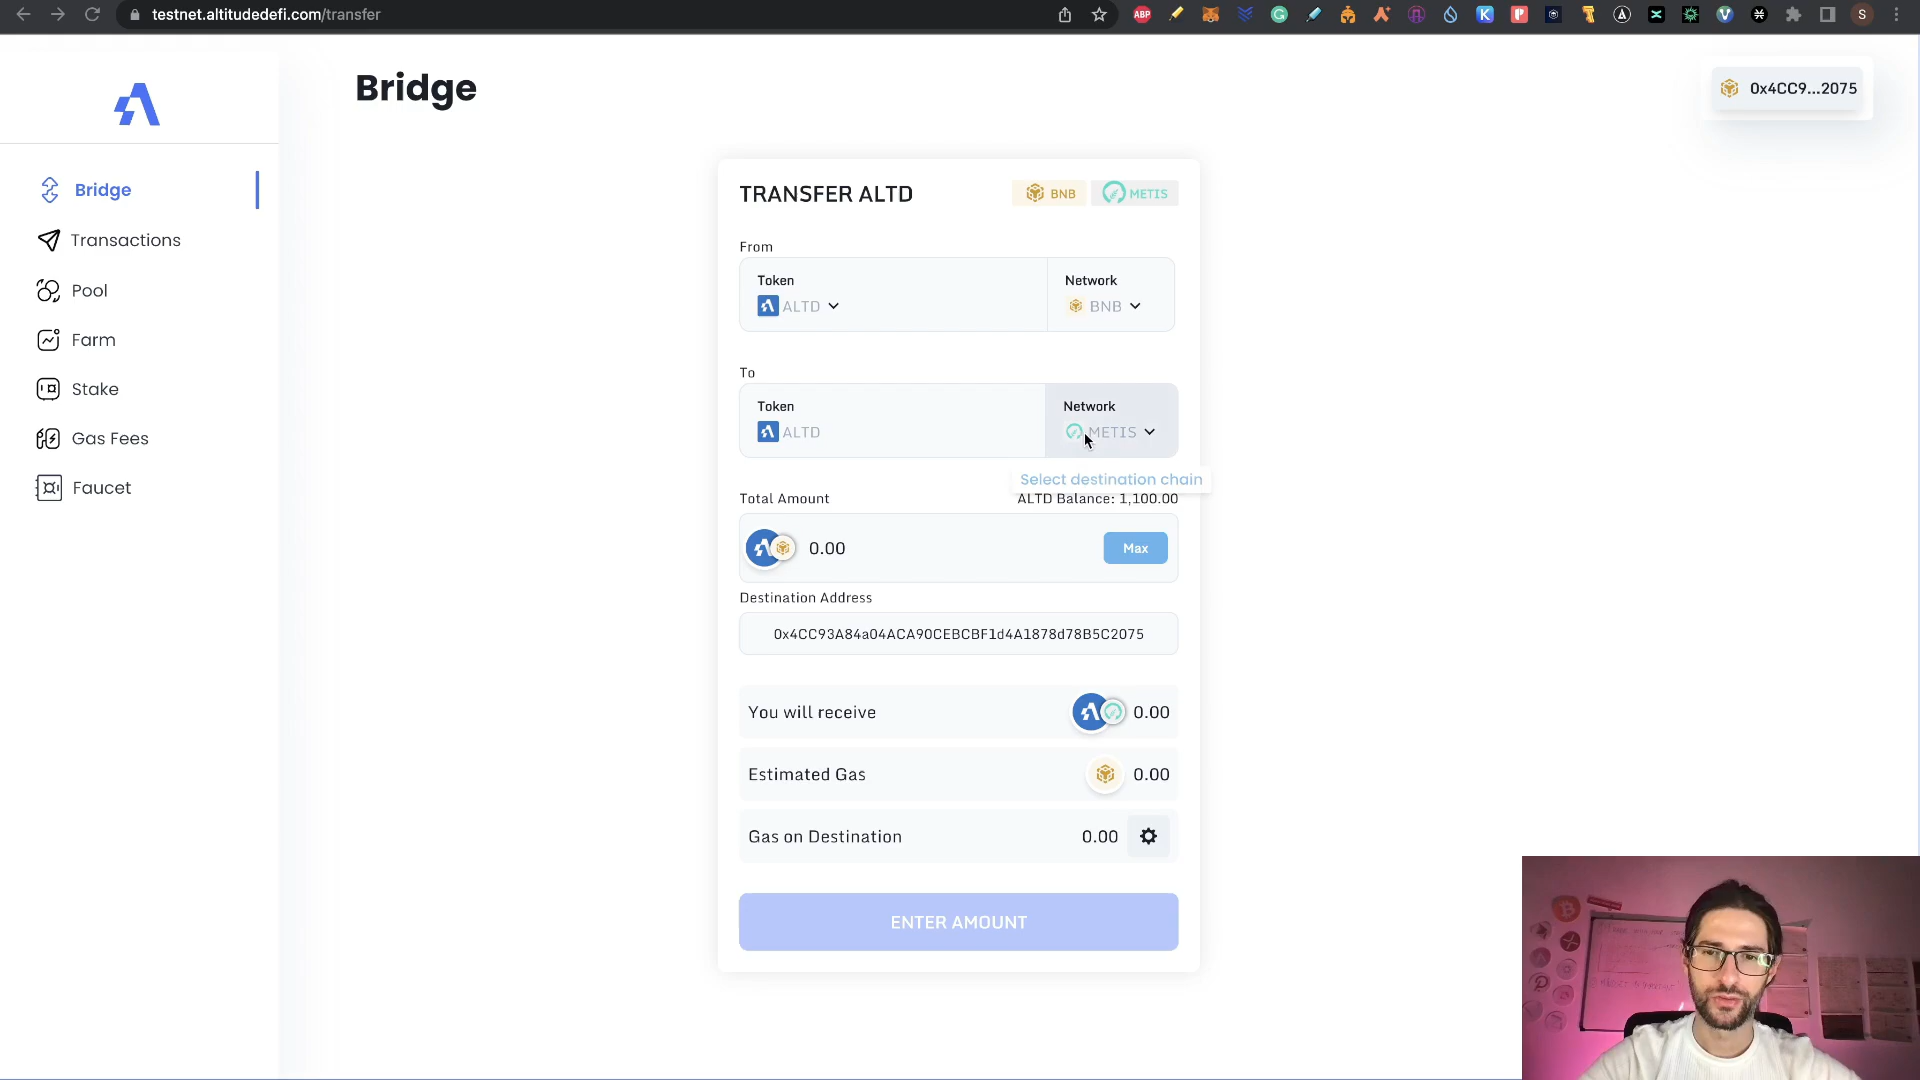 testnet.altitudedefi.com/transfer
ABP
S
Bridge
0x4CC9...2075
Bridge
Transactions
Pool
Farm
Stake
Gas Fees
Faucet
TRANSFER ALTD
BNB
METIS
From
Token
Network
ALTD
BNB
To
Token
Network
ALTD
METIS
Select destination chain
Total Amount
ALTD Balance: 1,100.00
0.00
Max
Destination Address
0x4CC93A84a04ACA90CEBCBF1d4A1878d78B5C2075
You will receive
0.00
Estimated Gas
0.00
Gas on Destination
0.00
ENTER AMOUNT